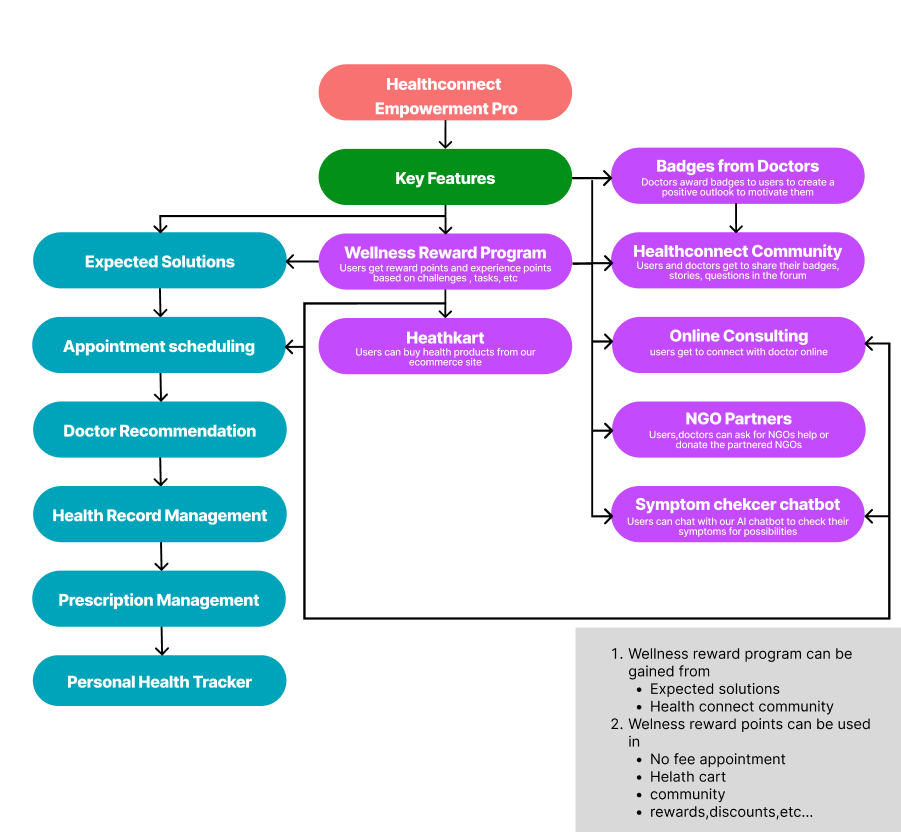 Healthconnect
Empowerment Pro
Key Features
Badges from Doctors
Doctors award badges to users to create a
positive outlook to motivate them
Expected Solutions
Wellness Reward Program
Users get reward points and experience points
based on challenges , tasks, etc
Healthconnect Community
Users and doctors get to share their badges,
stories, questions in the forum
Appointment scheduling
Heathkart
Users can buy health products from our
ecommerce site
Online Consulting
users get to connect with doctor online
Doctor Recommendation
NGO Partners
Users,doctors can ask for NGOs help or
donate the partnered NGOs
Health Record Management
Symptom chekcer chatbot
Users can chat with our AI chatbot to check their
symptoms for possibilities
Prescription Management
Personal Health Tracker
1. Wellness reward program can be
gained from
• Expected solutions
• Health connect community
2. Welness reward points can be used
in
• No fee appointment
• Helath cart
• community
• rewards,discounts,etc...